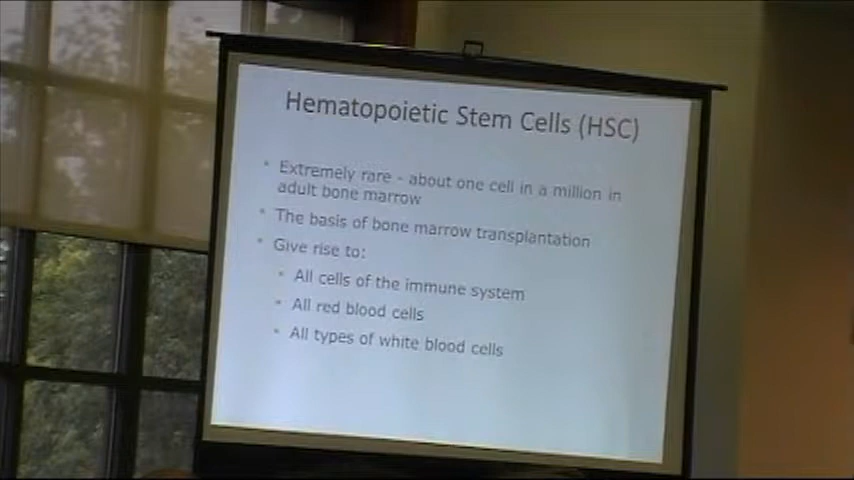 Hematopoietic Stem Cells (HSC)
• Extremely rare - about one cell in a million in
adult bone marrow
• The basis of bone marrow transplantation
• Give rise to:
• All cells of the immune system
• All red blood cells
• All types of white blood cells